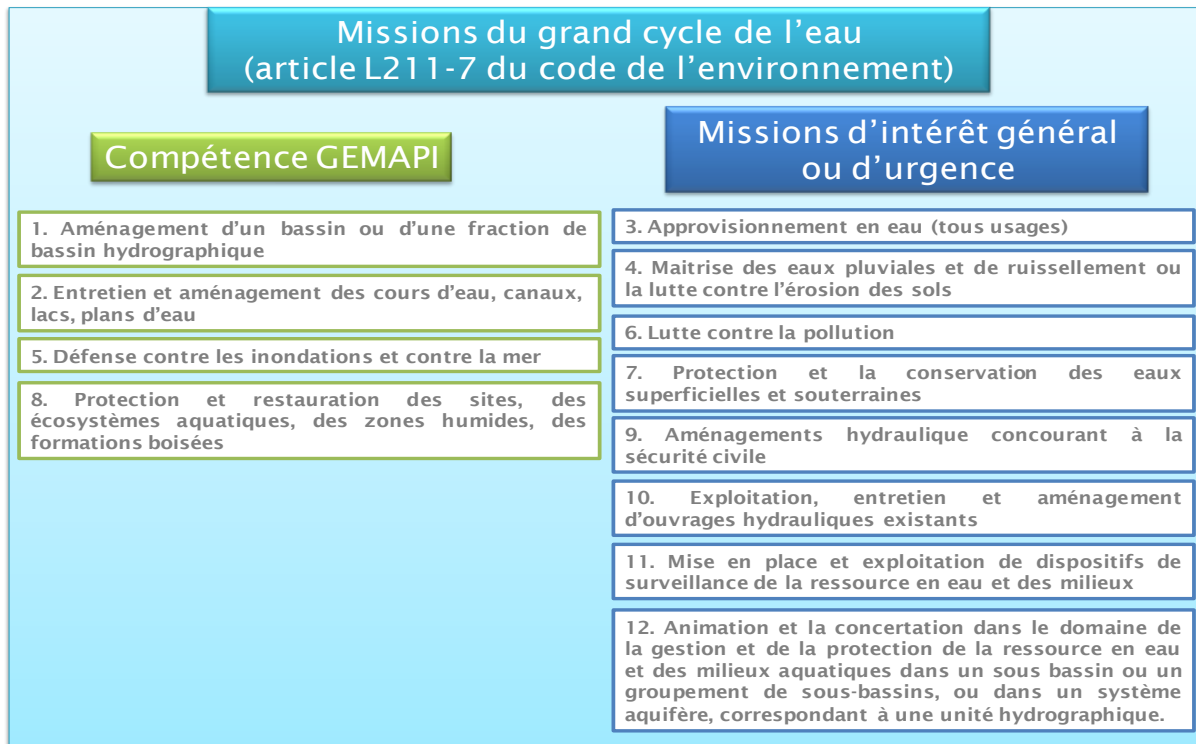 Missions du grand cycle de l’eau
(article L211-7 du code de l’environnement)
Compétence GEMAPI
1. Aménagement d’un bassin ou d’une fraction de
bassin hydrographique
2. Entretien et aménagement des cours d’eau, canaux,
lacs, plans d’eau
5. Défense contre les inondations et contre la mer
8. Protection et restauration des sites, des
écosystèmes aquatiques, des zones humides, des
formations boisées
Missions d’intérêt général
ou d’urgence
3. Approvisionnement en eau (tous usages)
4. Maitrise des eaux pluviales et de ruissellement ou
la lutte contre l’érosion des sols
6. Lutte contre la pollution
7. Protection et la conservation des eaux
superficielles et souterraines
9. Aménagements hydraulique concourant à la
sécurité civile
10. Exploitation, entretien et aménagement
d’ouvrages hydrauliques existants
11. Mise en place et exploitation de dispositifs de
surveillance de la ressource en eau et des milieux
12. Animation et la concertation dans le domaine de
la gestion et de la protection de la ressource en eau
et des milieux aquatiques dans un sous bassin ou un
groupement de sous-bassins, ou dans un système
aquifère, correspondant à une unité hydrographique.